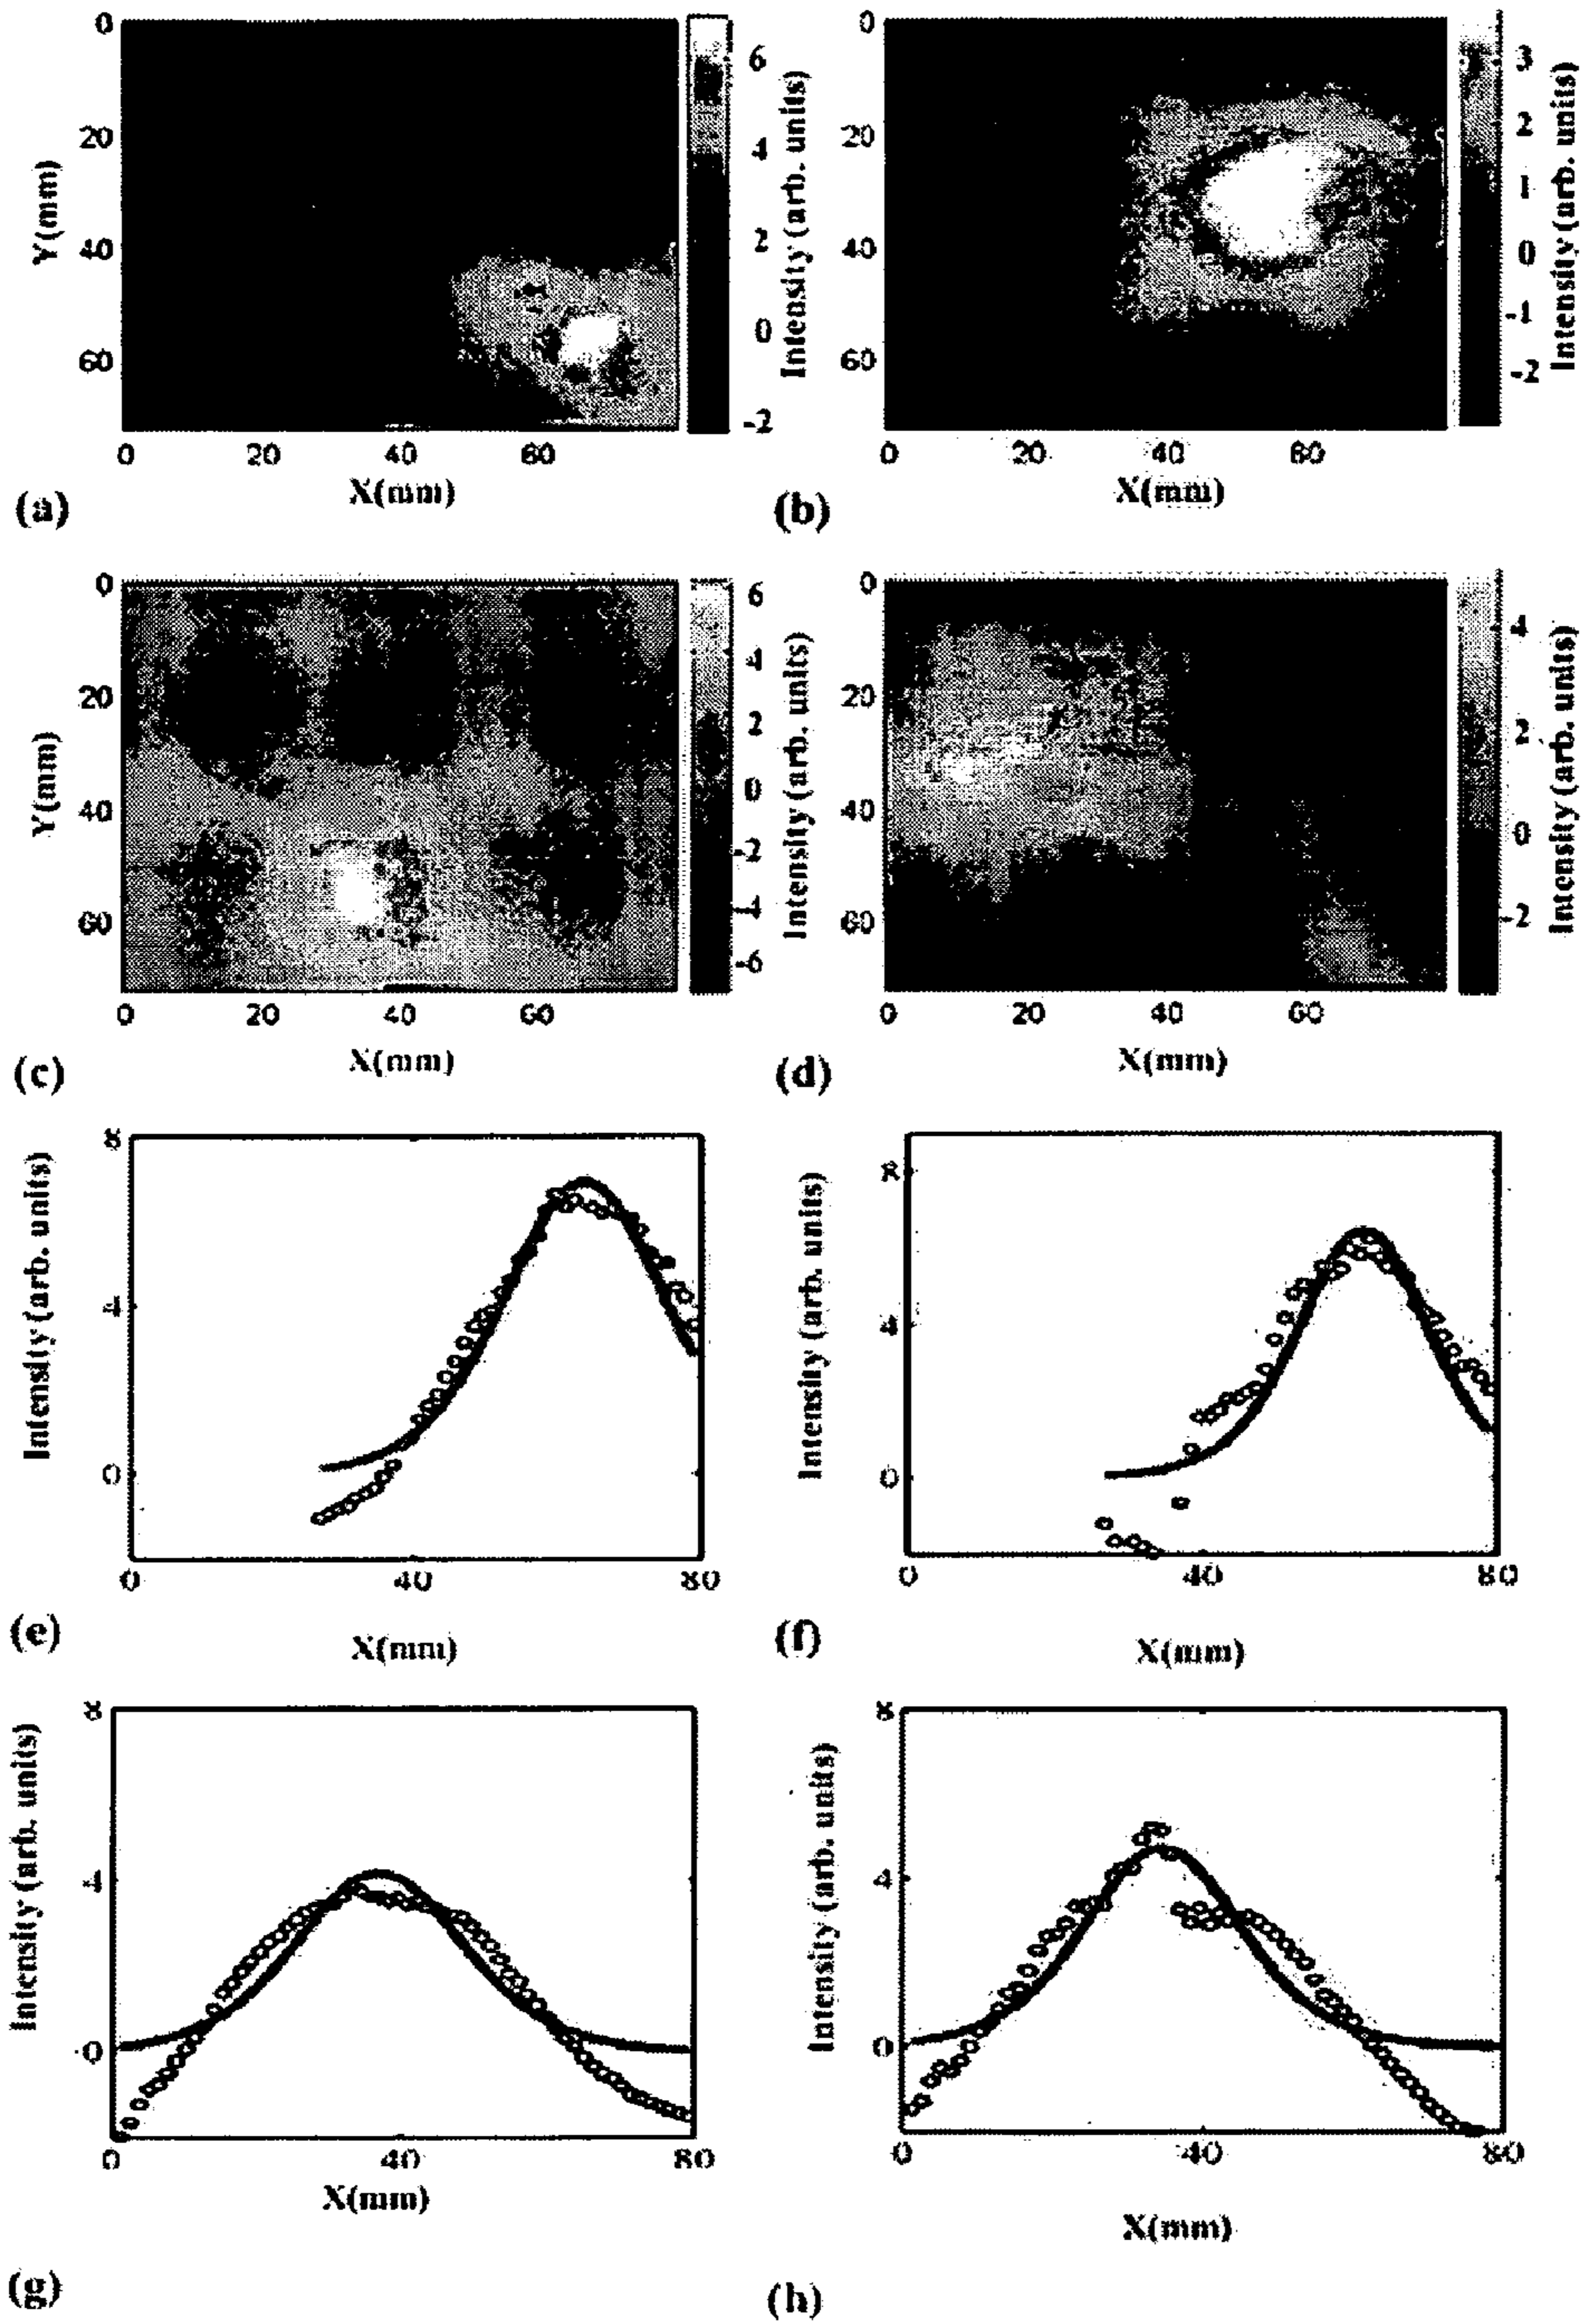 0
20
40
60
Y(mm)
0 20 40 60
X(mm)
6
4
2
0
-2
Intensity (arb. units)
(a)
0
20
40
60
0 20 40 60
X(mm)
3
2
1
0
-1
-2
Intensity (arb. units)
(b)
0
20
40
60
Y(mm)
0 20 40 60
X(mm)
6
4
2
0
-2
-4
-6
Intensity (arb. units)
(c)
0
20
40
60
0 20 40 60
X(mm)
4
2
0
-2
Intensity (arb. units)
(d)
8
4
0
Intensity (arb. units)
0 40 80
X(mm)
(e)
8
4
0
Intensity (arb. units)
0 40 80
X(mm)
(f)
8
4
0
Intensity (arb. units)
0 40 80
X(mm)
(g)
8
4
0
Intensity (arb. units)
0 40 80
X(mm)
(h)